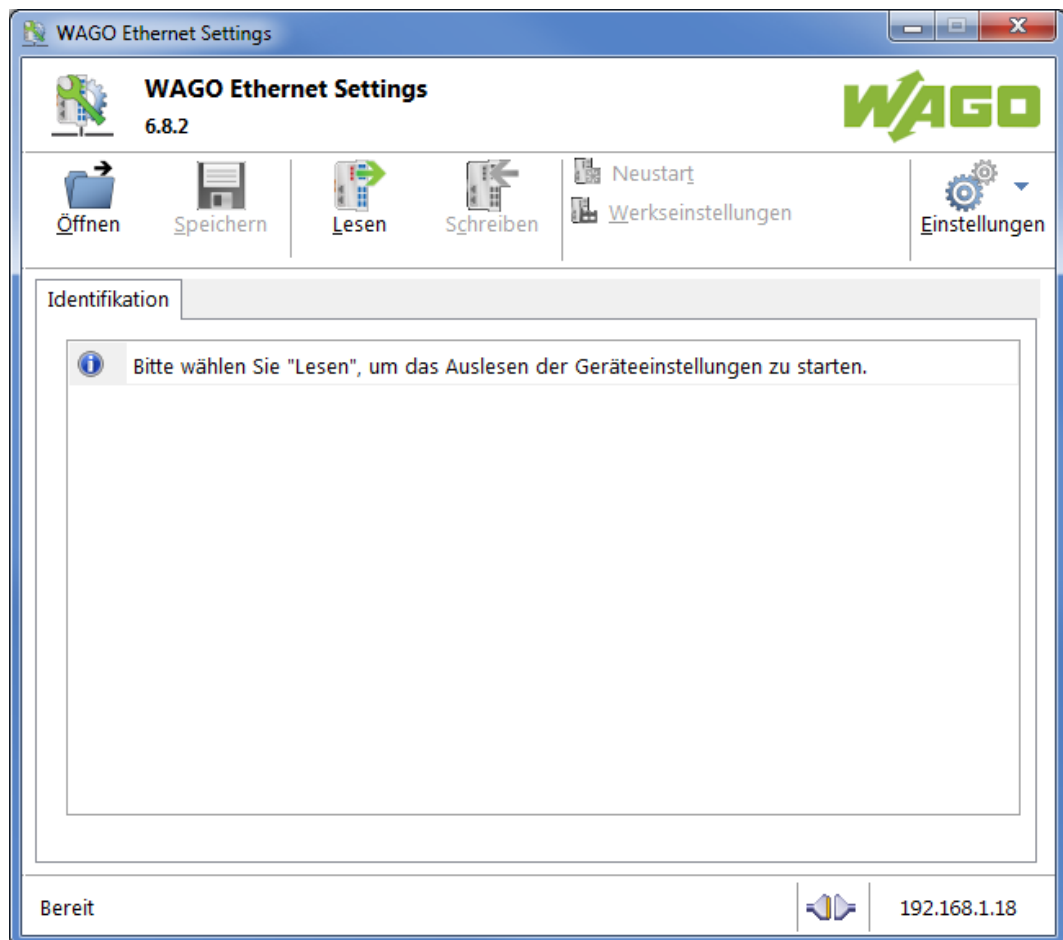 WAGO Ethernet Settings
WAGO Ethernet Settings
6.8.2
WAGO
Öffnen
Speichern
Lesen
Schreiben
Neustart
Werkseinstellungen
Einstellungen
Identifikation
Bitte wählen Sie "Lesen", um das Auslesen der Geräteeinstellungen zu starten.
Bereit
192.168.1.18